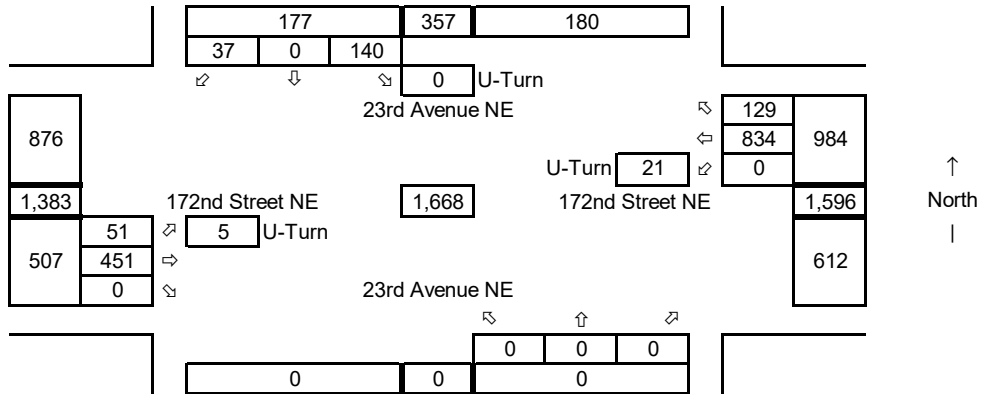 177 357 180
37 0 140
⬃ ⇩ ⬂ 0 U-Turn
23rd Avenue NE
⬁ 129
876 ⇦ 834 984
U-Turn 21 ⬃ 0 ↑
1,383 172nd Street NE 1,668 172nd Street NE 1,596 North
51 ⬀ 5 U-Turn |
507 451 ⇨ 612
0 ⬂ 23rd Avenue NE
⬁ ⇧ ⬀
0 0 0
0 0 0